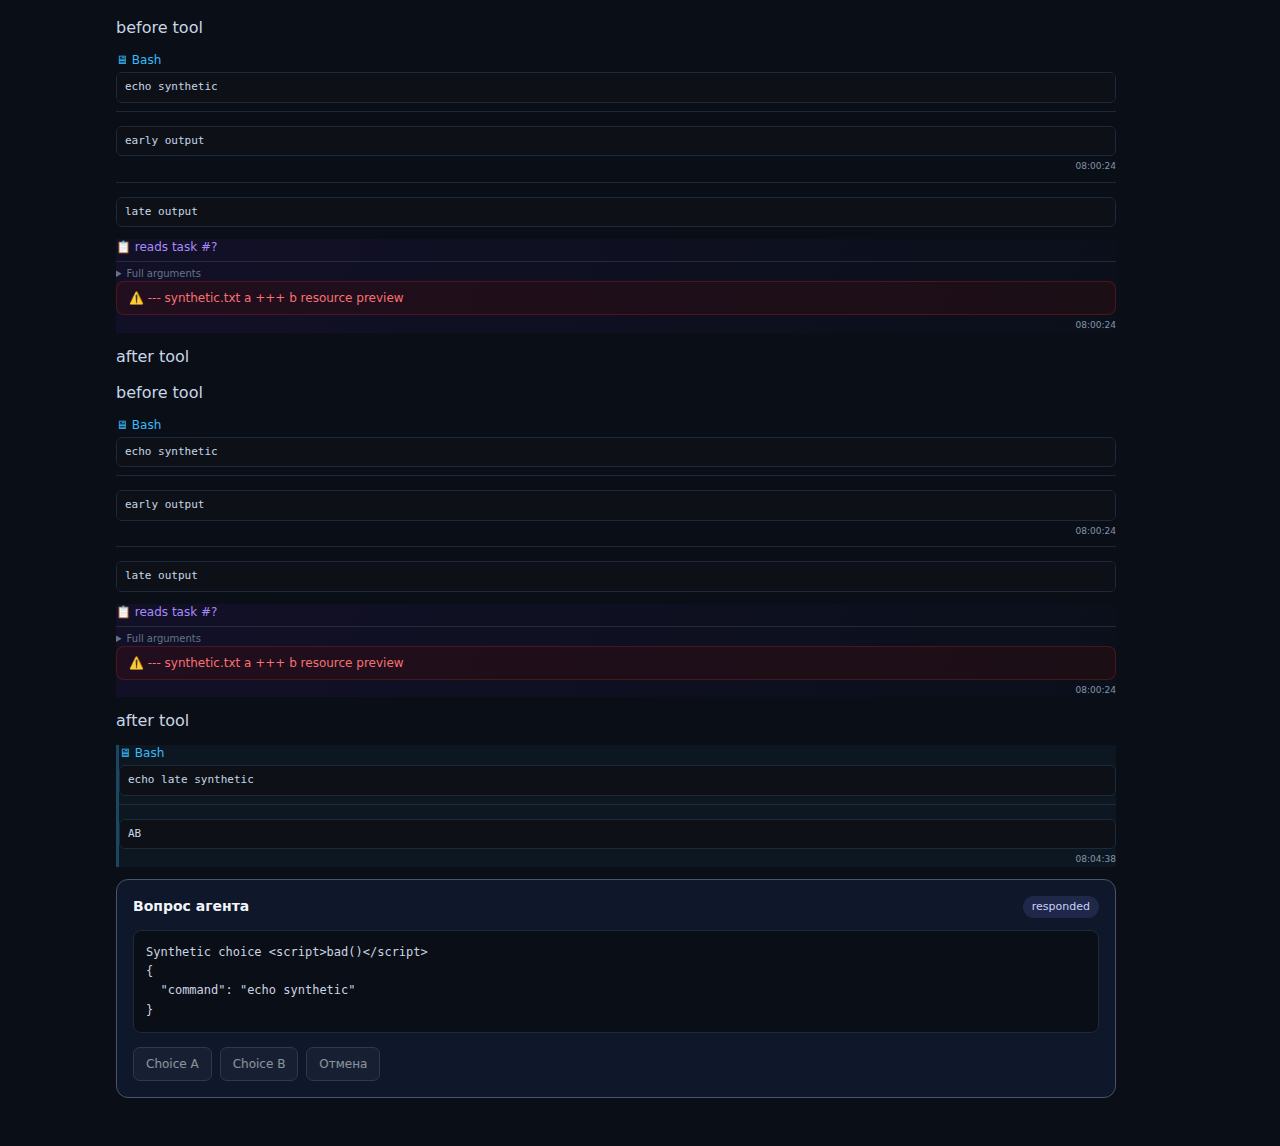 before tool
🖥 Bash
echo synthetic
early output
08:00:24
late output
📋 reads task #?
▶ Full arguments
⚠️ --- synthetic.txt a +++ b resource preview
08:00:24
after tool
before tool
🖥 Bash
echo synthetic
early output
08:00:24
late output
📋 reads task #?
▶ Full arguments
⚠️ --- synthetic.txt a +++ b resource preview
08:00:24
after tool
🖥 Bash
echo late synthetic
AB
08:04:38
Вопрос агента responded
Synthetic choice <script>bad()</script>
{
  "command": "echo synthetic"
}
Choice A Choice B Отмена